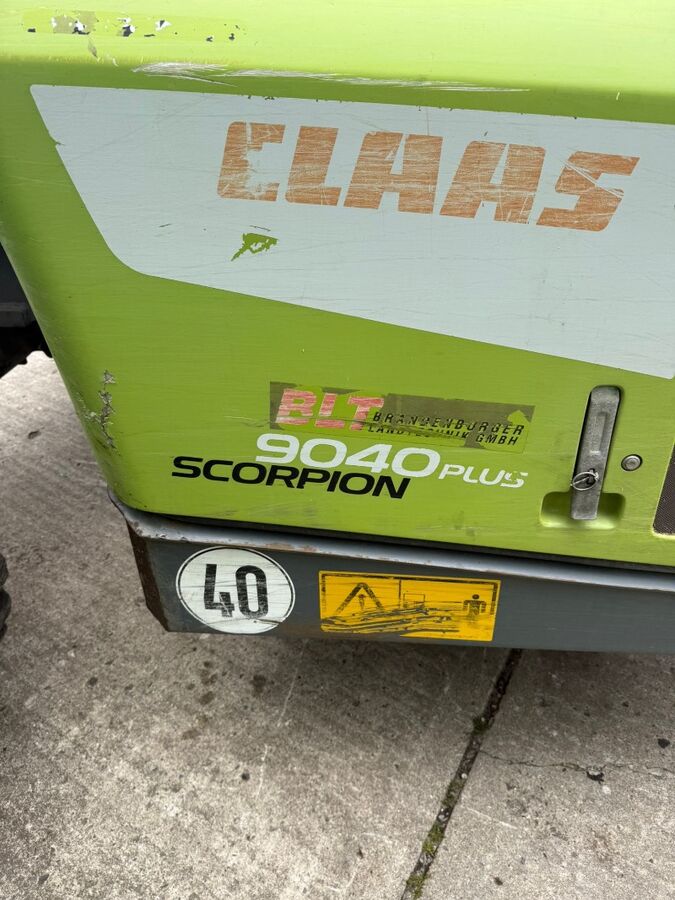 CLAAS
BLT BRANDENBURGER
LANDTECHNIK GMBH
9040 PLUS
SCORPION
40